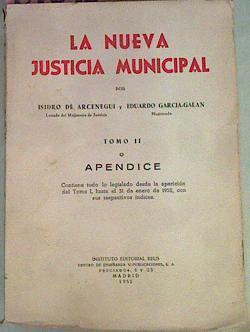 LA NUEVA
JUSTICIA MUNICIPAL
POR
ISIDRO DE ARCENEGUI y EDUARDO GARCIA-GALAN
Letrado del Ministerio de Justicia Magistrado
TOMO II
O
APENDICE
Contiene todo lo legislado desde la aparición
del Tomo I, hasta el 31 de enero de 1952, con
sus respectivos índices.
INSTITUTO EDITORIAL REUS
CENTRO DE ENSEÑANZA Y PUBLICACIONES, S. A.
PRECIADOS, 6 Y 23
MADRID
1952